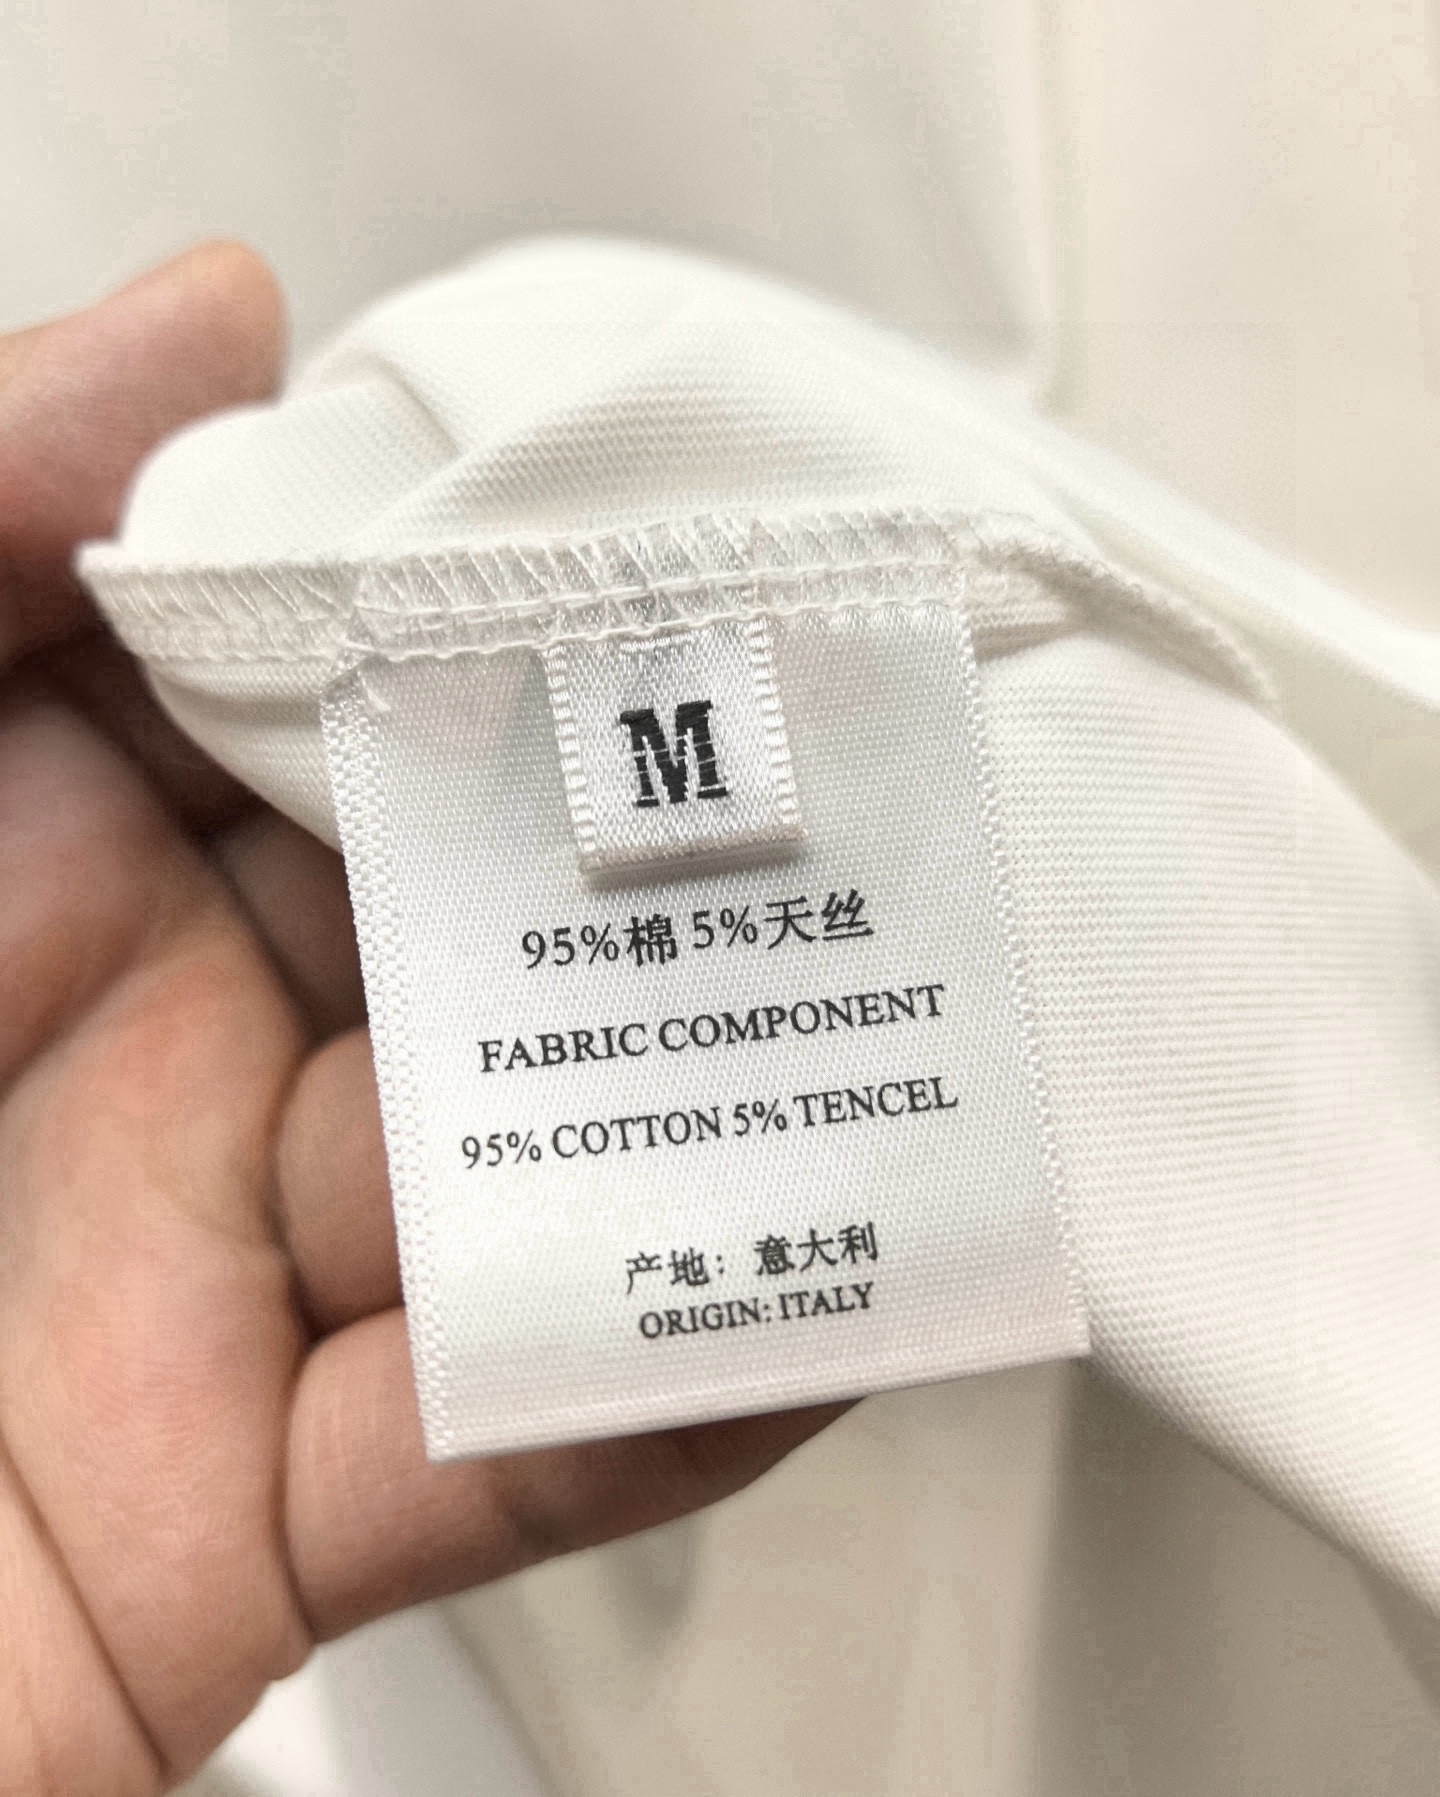 M
95%棉 5%天丝
FABRIC COMPONENT
95% COTTON 5% TENCEL
产地：意大利
ORIGIN: ITALY